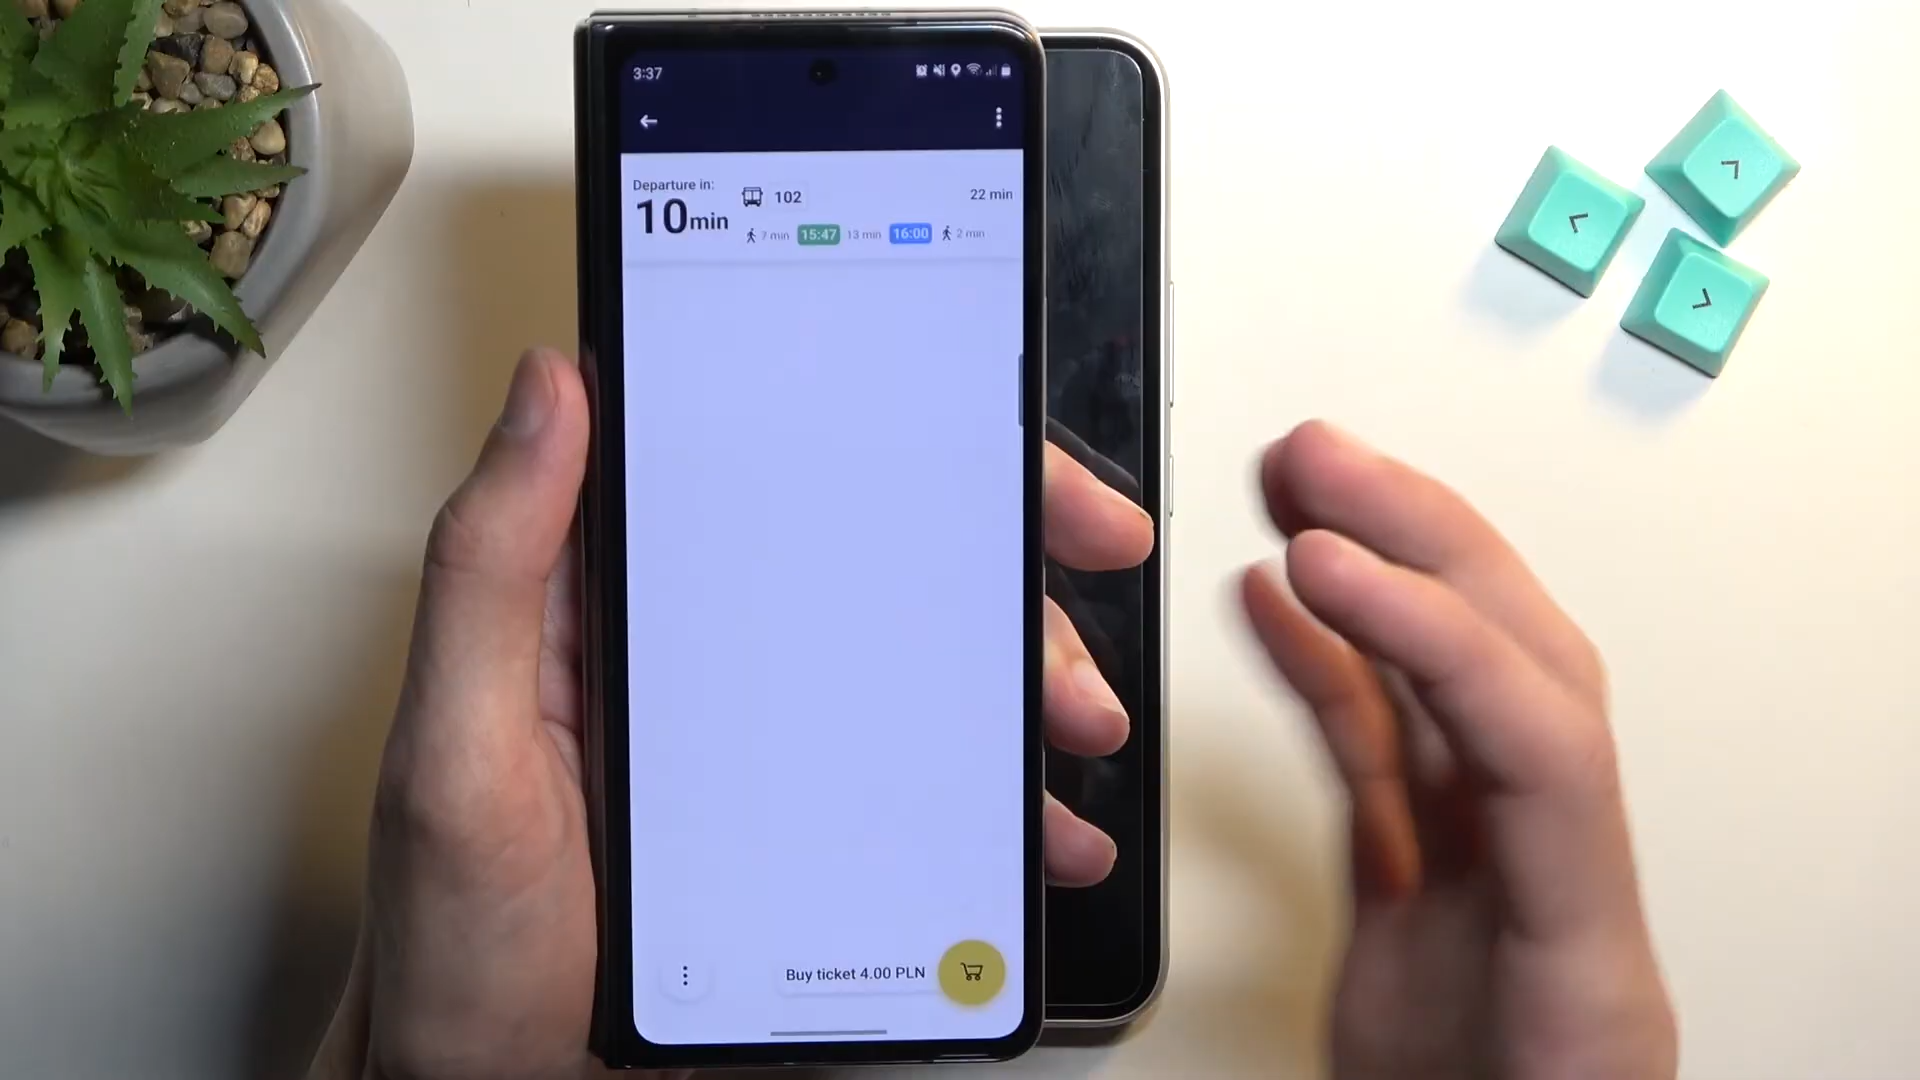 3:37
Departure in:
10min
102
22 min
7 min 15:47 13 min 16:00 2 min
Buy ticket 4.00 PLN